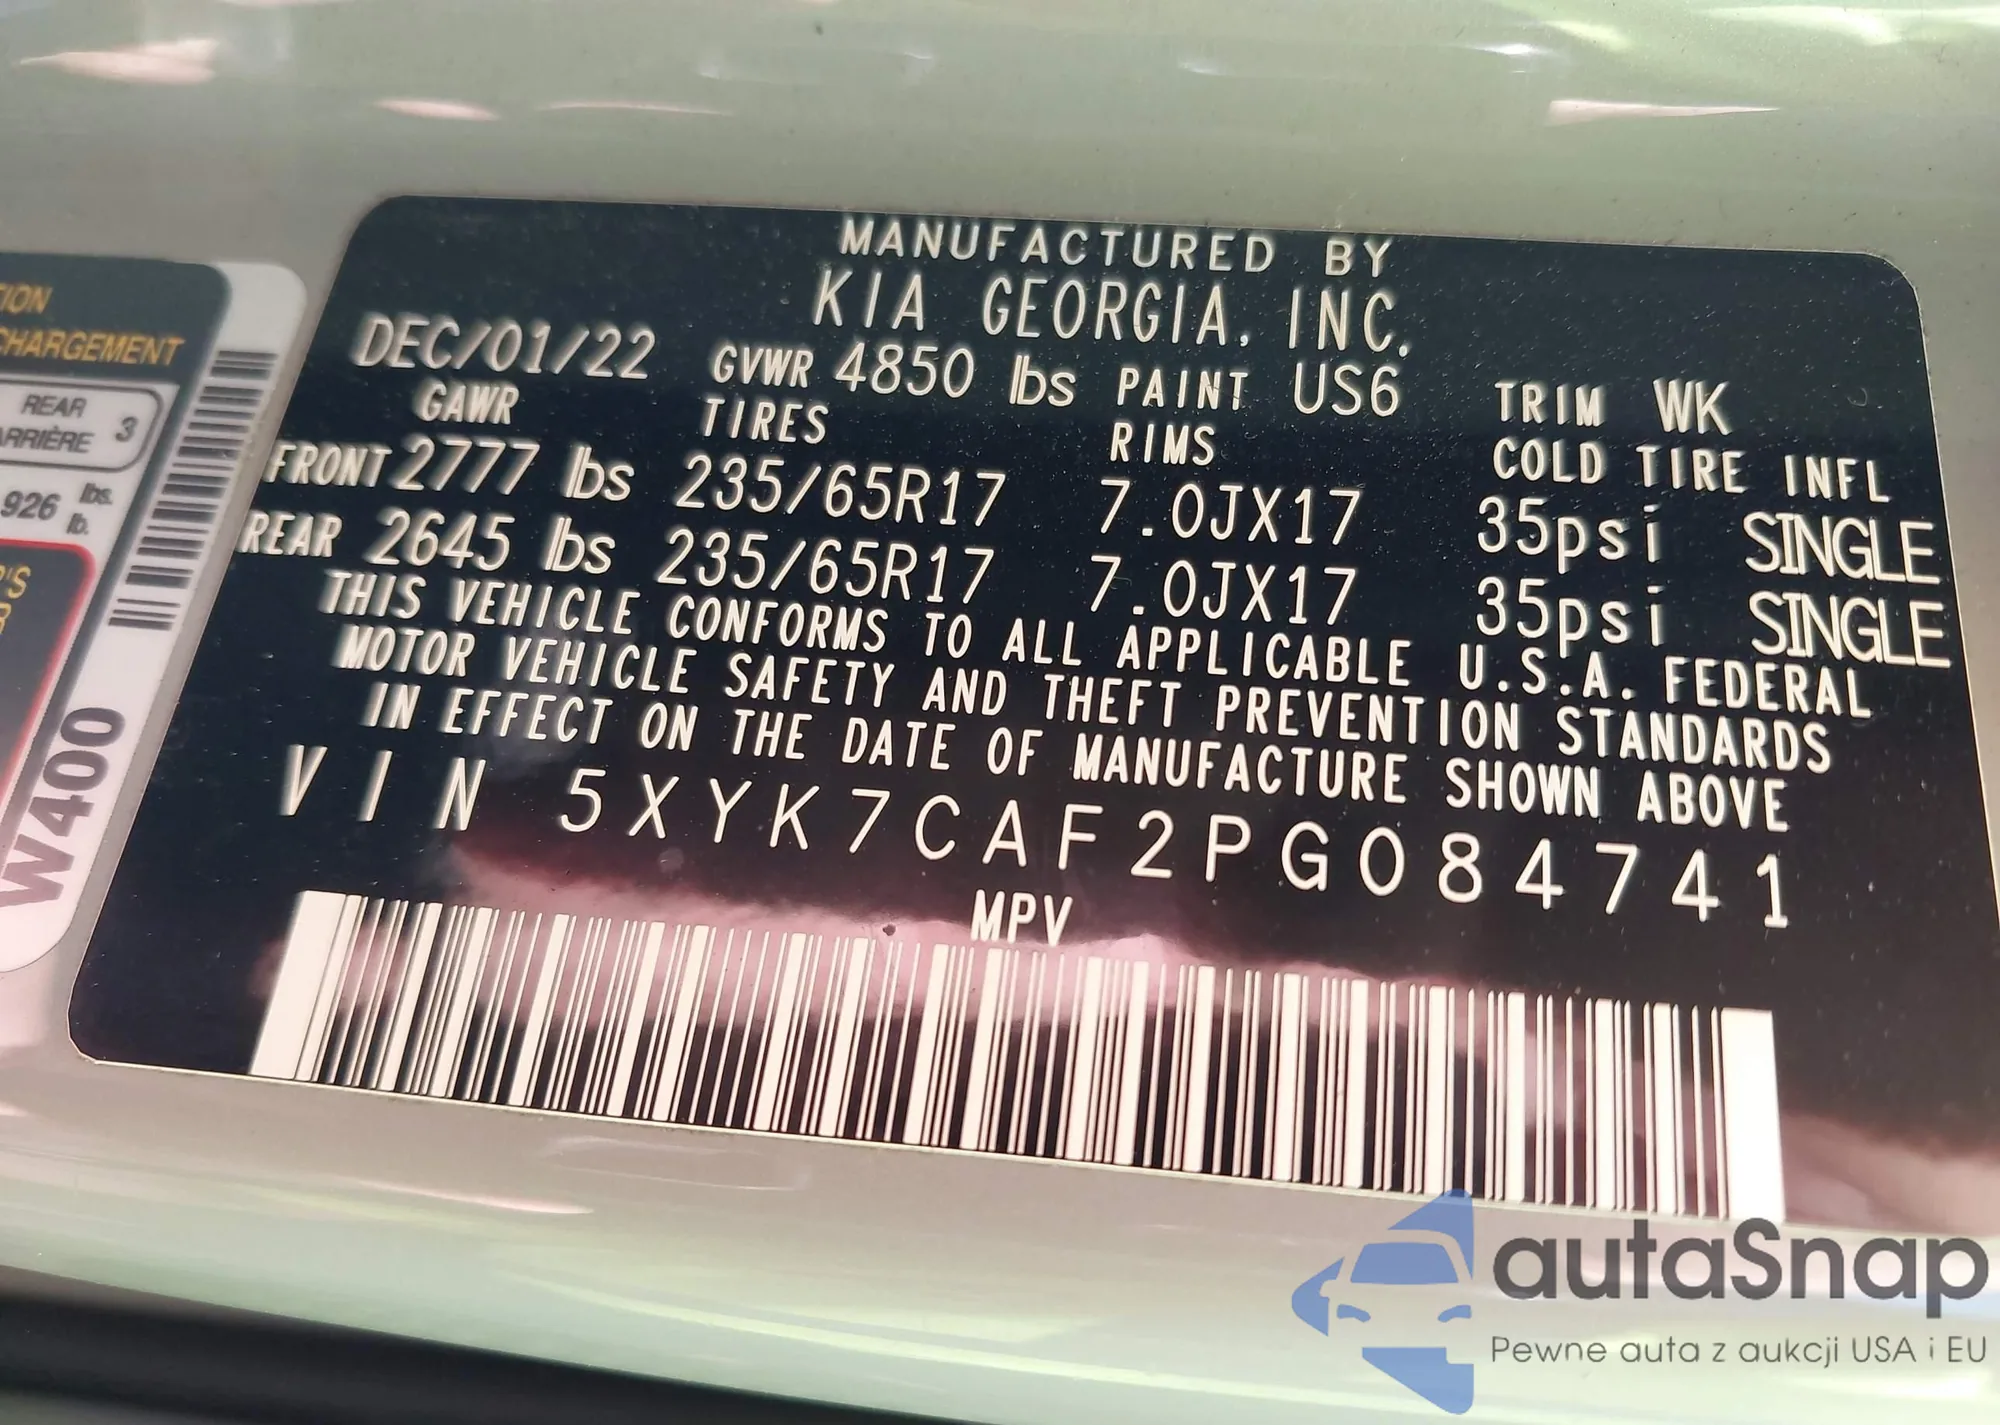 TION
CHARGEMENT
REAR
ARRIÈRE 3
926 lbs.
lb.
'S
R
W400
MANUFACTURED BY
KIA GEORGIA, INC.
DEC/01/22 GVWR 4850 lbs PAINT US6 TRIM WK
GAWR TIRES RIMS COLD TIRE INFL
FRONT 2777 lbs 235/65R17 7.0JX17 35psi SINGLE
REAR 2645 lbs 235/65R17 7.0JX17 35psi SINGLE
THIS VEHICLE CONFORMS TO ALL APPLICABLE U.S.A. FEDERAL
MOTOR VEHICLE SAFETY AND THEFT PREVENTION STANDARDS
IN EFFECT ON THE DATE OF MANUFACTURE SHOWN ABOVE
VIN 5XYK7CAF2PG084741
MPV
autaSnap
Pewne auta z aukcji USA i EU